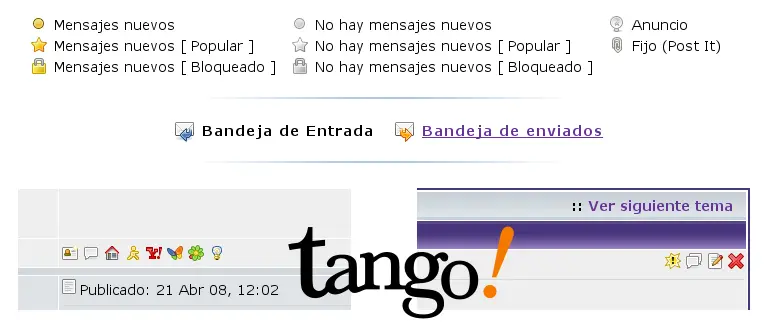 Mensajes nuevos No hay mensajes nuevos Anuncio
Mensajes nuevos [ Popular ] No hay mensajes nuevos [ Popular ] Fijo (Post It)
Mensajes nuevos [ Bloqueado ] No hay mensajes nuevos [ Bloqueado ]
Bandeja de Entrada Bandeja de enviados
:: Ver siguiente tema
Publicado: 21 Abr 08, 12:02
tango!